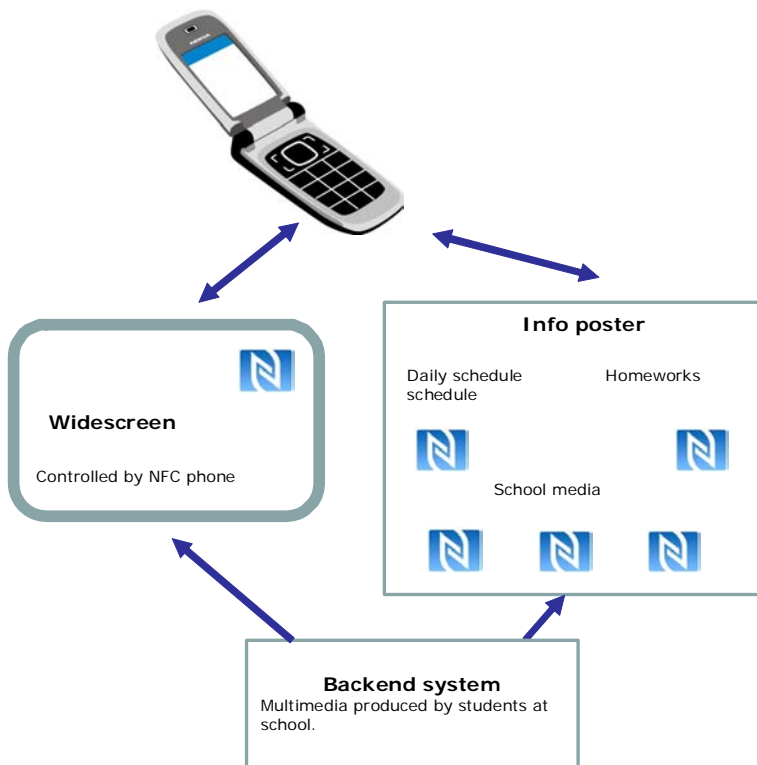 NOKIA
Info poster
Daily schedule
schedule
Homeworks
Widescreen
Controlled by NFC phone
School media
Backend system
Multimedia produced by students at
school.